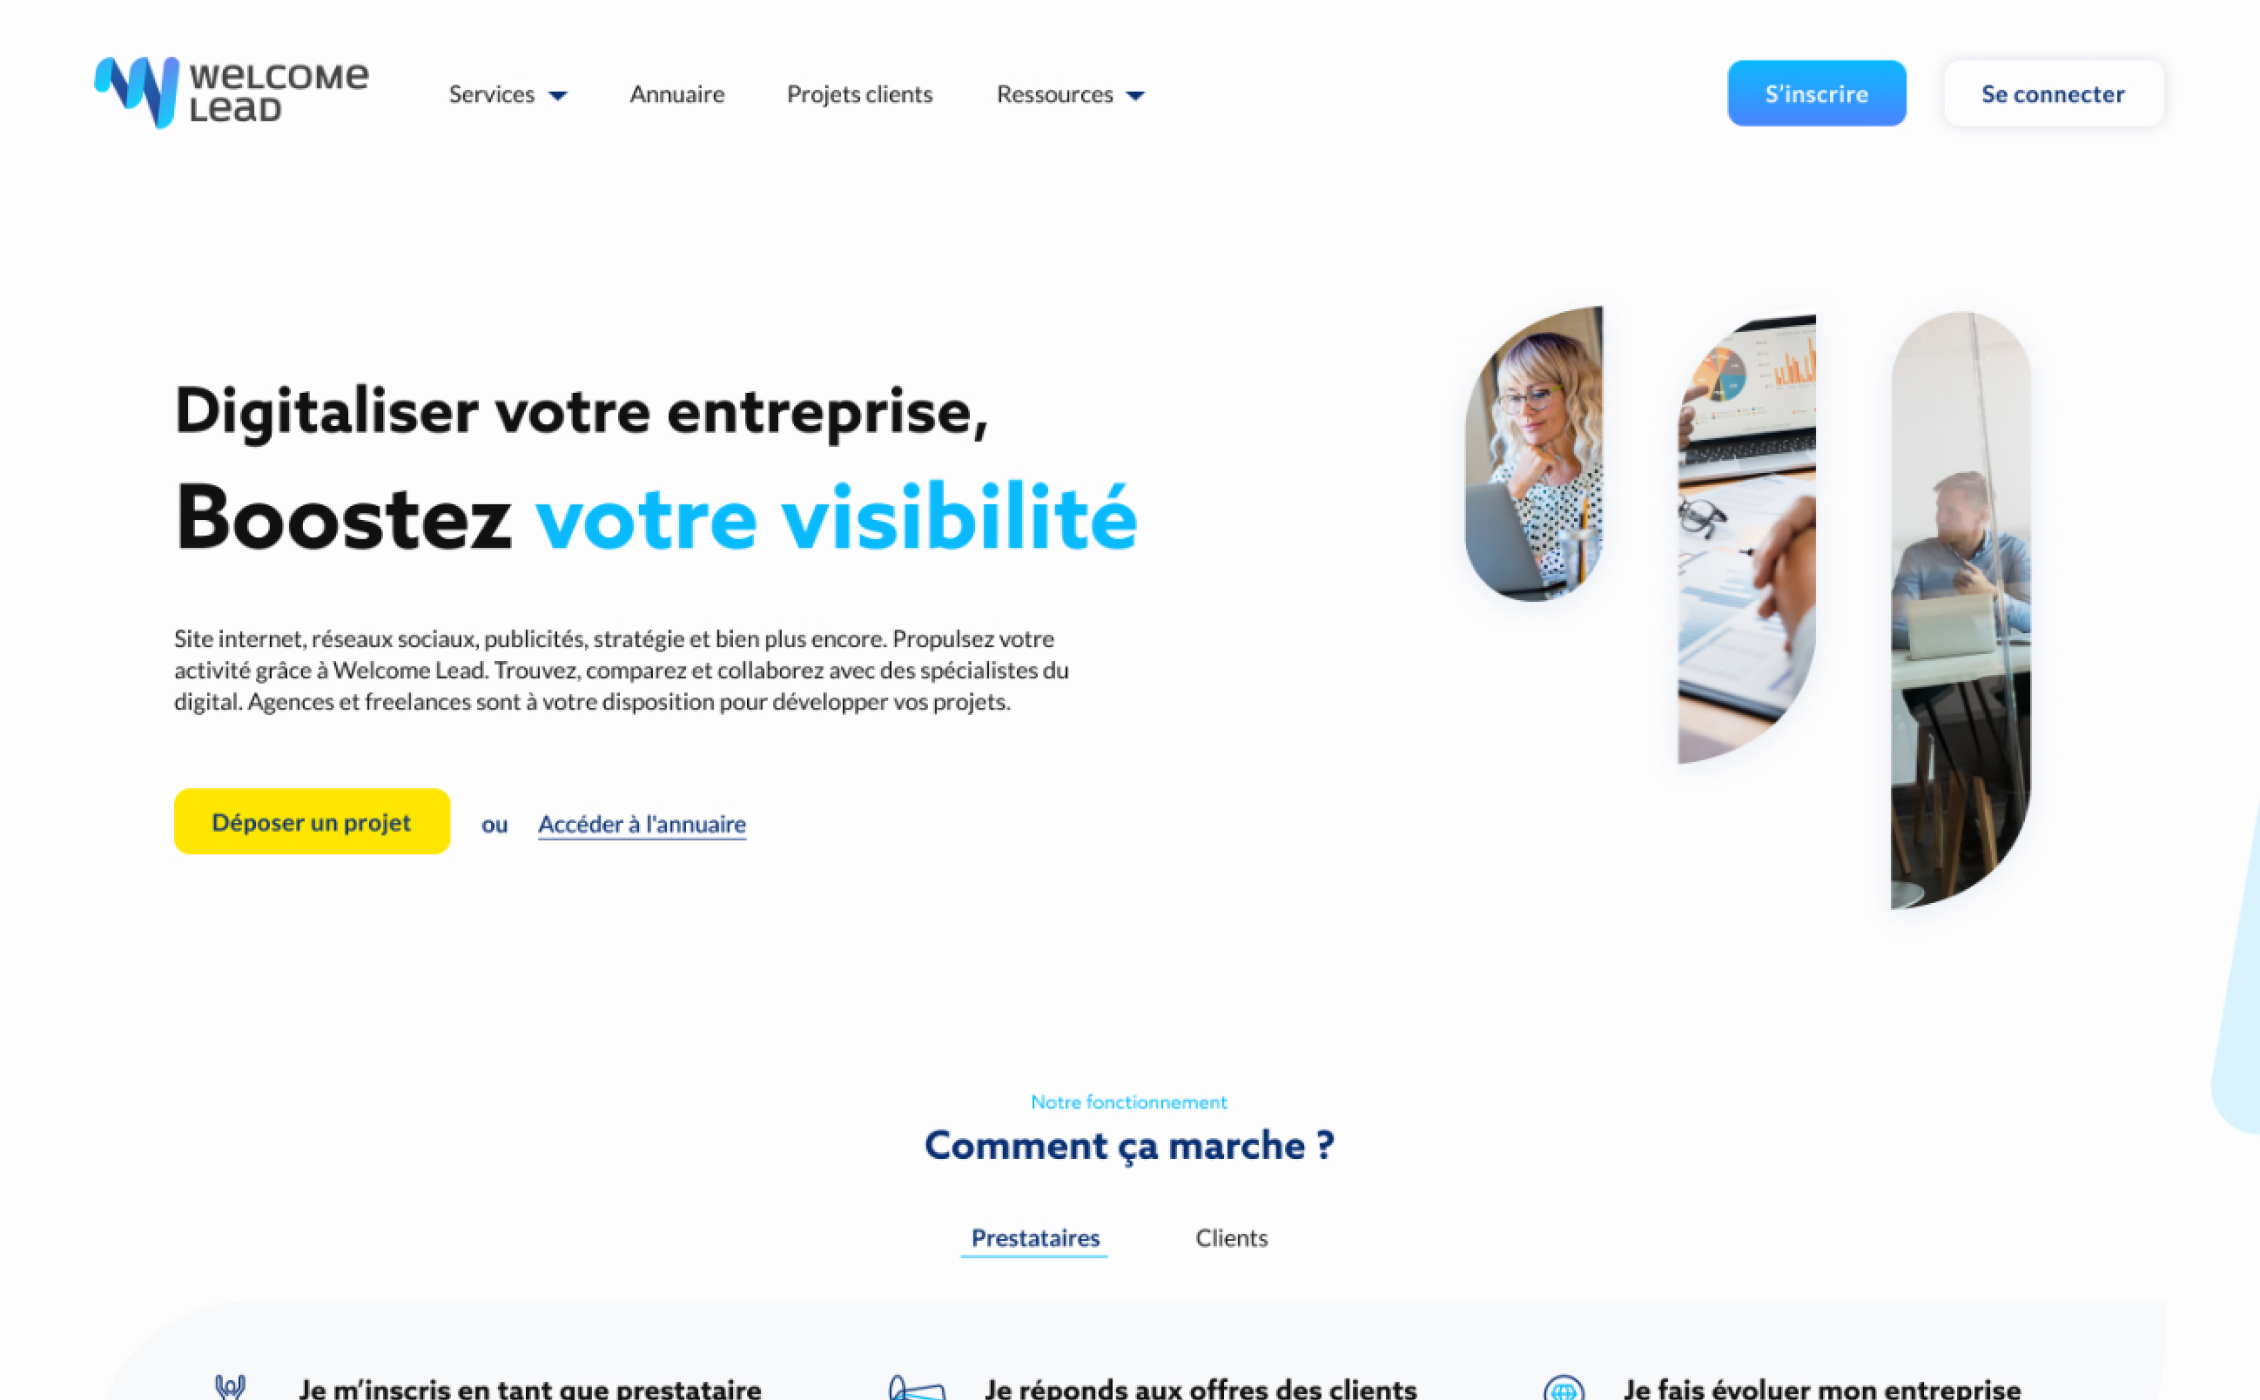 WELCOME
LEAD
Services
Annuaire
Projets clients
Ressources
S'inscrire
Se connecter
Digitaliser votre entreprise,
Boostez votre visibilité
Site internet, réseaux sociaux, publicités, stratégie et bien plus encore. Propulsez votre
activité grâce à Welcome Lead. Trouvez, comparez et collaborez avec des spécialistes du
digital. Agences et freelances sont à votre disposition pour développer vos projets.
Déposer un projet
ou
Accéder à l'annuaire
Notre fonctionnement
Comment ça marche ?
Prestataires
Clients
Je m'inscris en tant que prestataire
Je réponds aux offres des clients
Je fais évoluer mon entreprise